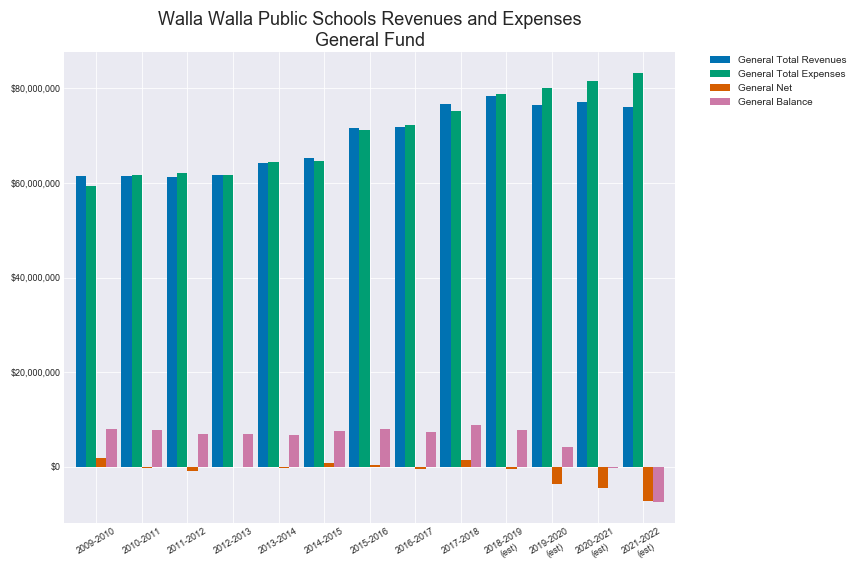 Walla Walla Public Schools Revenues and Expenses
General Fund
General Total Revenues
General Total Expenses
General Net
General Balance
$80,000,000
$60,000,000
$40,000,000
$20,000,000
$0
2009-2010
2010-2011
2011-2012
2012-2013
2013-2014
2014-2015
2015-2016
2016-2017
2017-2018
2018-2019
(est)
2019-2020
(est)
2020-2021
(est)
2021-2022
(est)